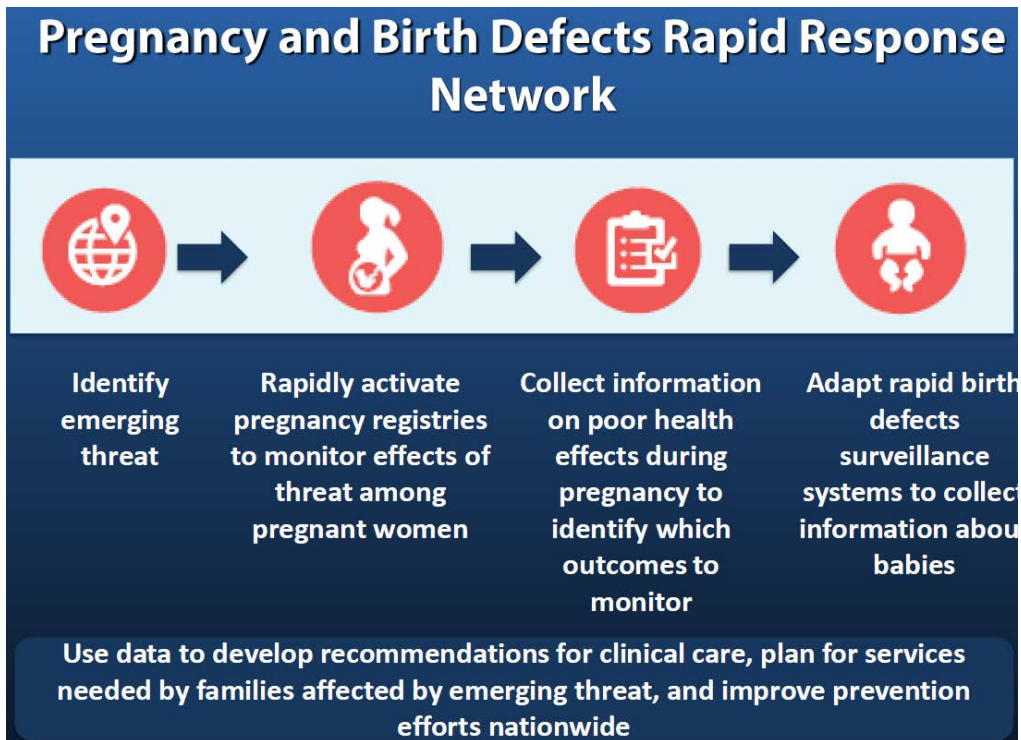 Pregnancy and Birth Defects Rapid Response
Network
Identify
emerging
threat
Rapidly activate
pregnancy registries
to monitor effects of
threat among
pregnant women
Collect information
on poor health
effects during
pregnancy to
identify which
outcomes to
monitor
Adapt rapid birth
defects
surveillance
systems to collect
information abou
babies
Use data to develop recommendations for clinical care, plan for services
needed by families affected by emerging threat, and improve prevention
efforts nationwide